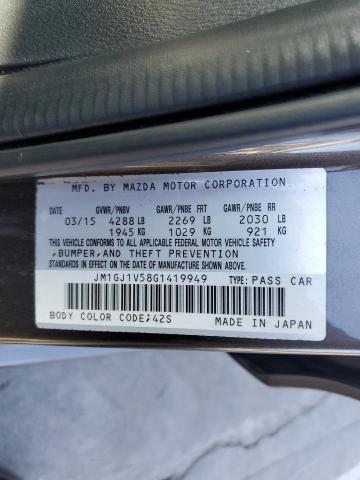 MFD. BY MAZDA MOTOR CORPORATION
DATE GVWR/PNBV GAWR/PNBE FRT GAWR/PNBE RR
03/15 4288 LB 2269 LB 2030 LB
1945 KG 1029 KG 921 KG
THIS VEHICLE CONFORMS TO ALL APPLICABLE FEDERAL MOTOR VEHICLE SAFETY
,BUMPER,AND THEFT PREVENTION
STANDARDS IN EFFECT ON THE DATE OF MANUFACTURE SHOWN ABOVE.
JM1GJ1V58G1419949 TYPE: PASS CAR
BODY COLOR CODE;42S MADE IN JAPAN